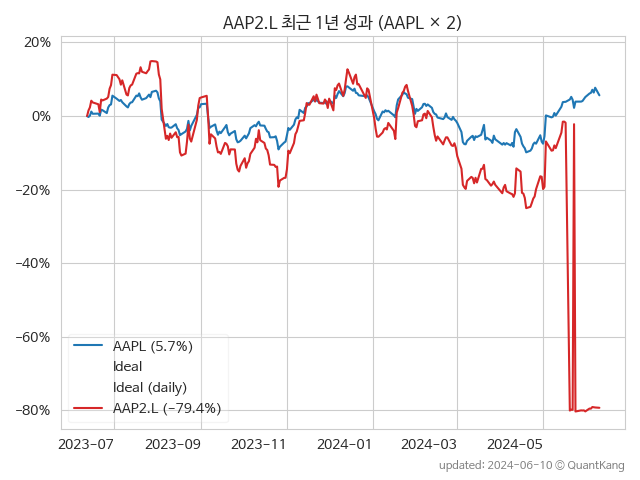 AAP2.L 최근 1년 성과 (AAPL × 2)
20%
0%
−20%
−40%
−60%
−80%
AAPL (5.7%)
Ideal
Ideal (daily)
AAP2.L (−79.4%)
2023-07
2023-09
2023-11
2024-01
2024-03
2024-05
updated: 2024-06-10 © QuantKang